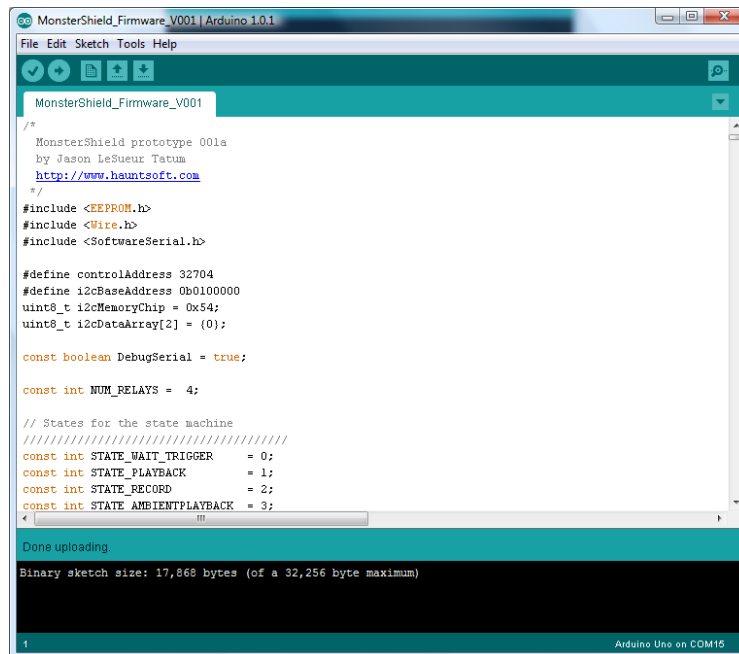 MonsterShield_Firmware_V001 | Arduino 1.0.1
File Edit Sketch Tools Help
MonsterShield_Firmware_V001
/*
  MonsterShield prototype 001a
  by Jason LeSueur Tatum
  http://www.hauntsoft.com
 */
#include <EEPROM.h>
#include <Wire.h>
#include <SoftwareSerial.h>
#define controlAddress 32704
#define i2cBaseAddress 0b0100000
uint8_t i2cMemoryChip = 0x54;
uint8_t i2cDataArray[2] = {0};
const boolean DebugSerial = true;
const int NUM_RELAYS =  4;
// States for the state machine
///////////////////////////////////////
const int STATE_WAIT_TRIGGER     = 0;
const int STATE_PLAYBACK         = 1;
const int STATE_RECORD           = 2;
const int STATE_AMBIENTPLAYBACK = 3;
Done uploading.
Binary sketch size: 17,868 bytes (of a 32,256 byte maximum)
1 Arduino Uno on COM15